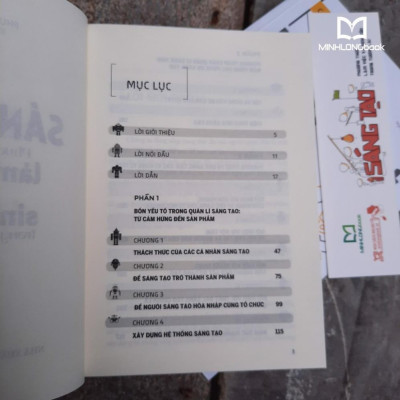 MINHLONGbook
MỤC LỤC
LỜI GIỚI THIỆU 5
LỜI NÓI ĐẦU 11
LỜI DẪN 17
PHẦN 1
BỐN YẾU TỐ TRONG QUẢN LÍ SÁNG TẠO:
TỪ CẢM HỨNG ĐẾN SẢN PHẨM
CHƯƠNG 1
THÁCH THỨC CỦA CÁC CÁ NHÂN SÁNG TẠO 47
CHƯƠNG 2
ĐỂ SÁNG TẠO TRỞ THÀNH SẢN PHẨM 75
CHƯƠNG 3
ĐỂ NGƯỜI SÁNG TẠO HÒA NHẬP CÙNG TỔ CHỨC 99
CHƯƠNG 4
XÂY DỰNG HỆ THỐNG SÁNG TẠO 115
SÁNG TẠO
MINHLONG